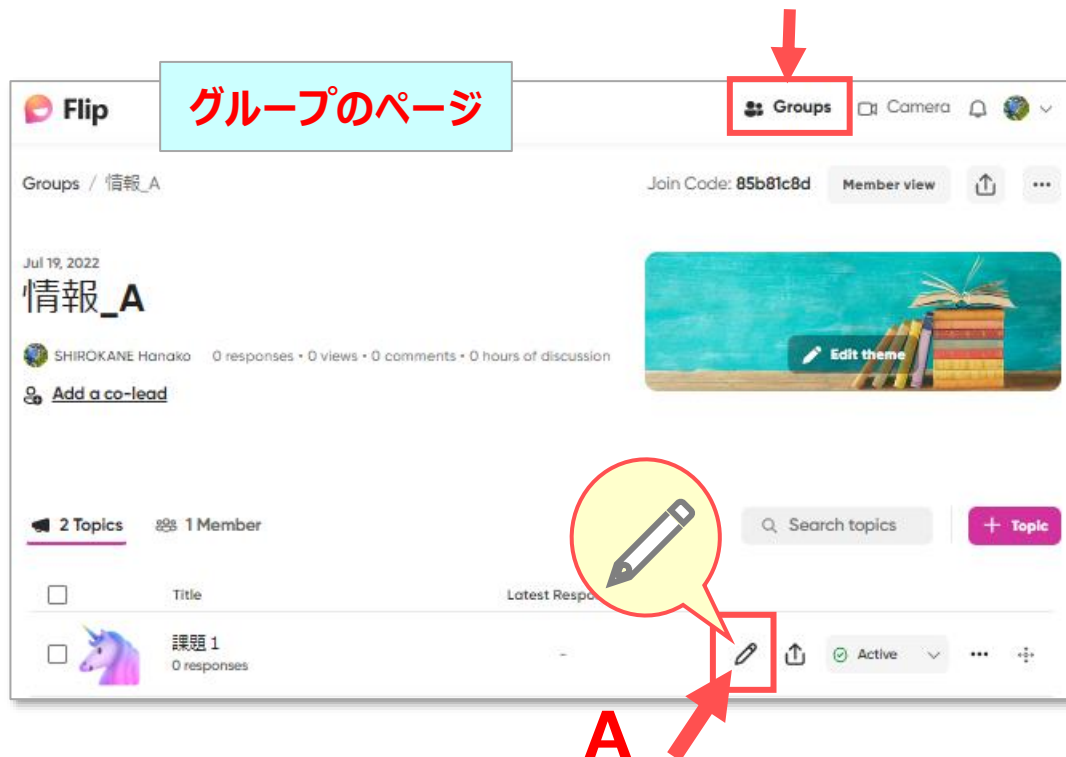 グループのページ
Flip
Groups
Camera
Groups / 情報_A
Join Code: 85b81c8d
Member view
Jul 19, 2022
情報_A
SHIROKANE Hanako 0 responses • 0 views • 0 comments • 0 hours of discussion
Edit theme
Add a co-lead
2 Topics
1 Member
Search topics
+ Topic
Title
Latest Respo
課題 1
0 responses
-
Active
A